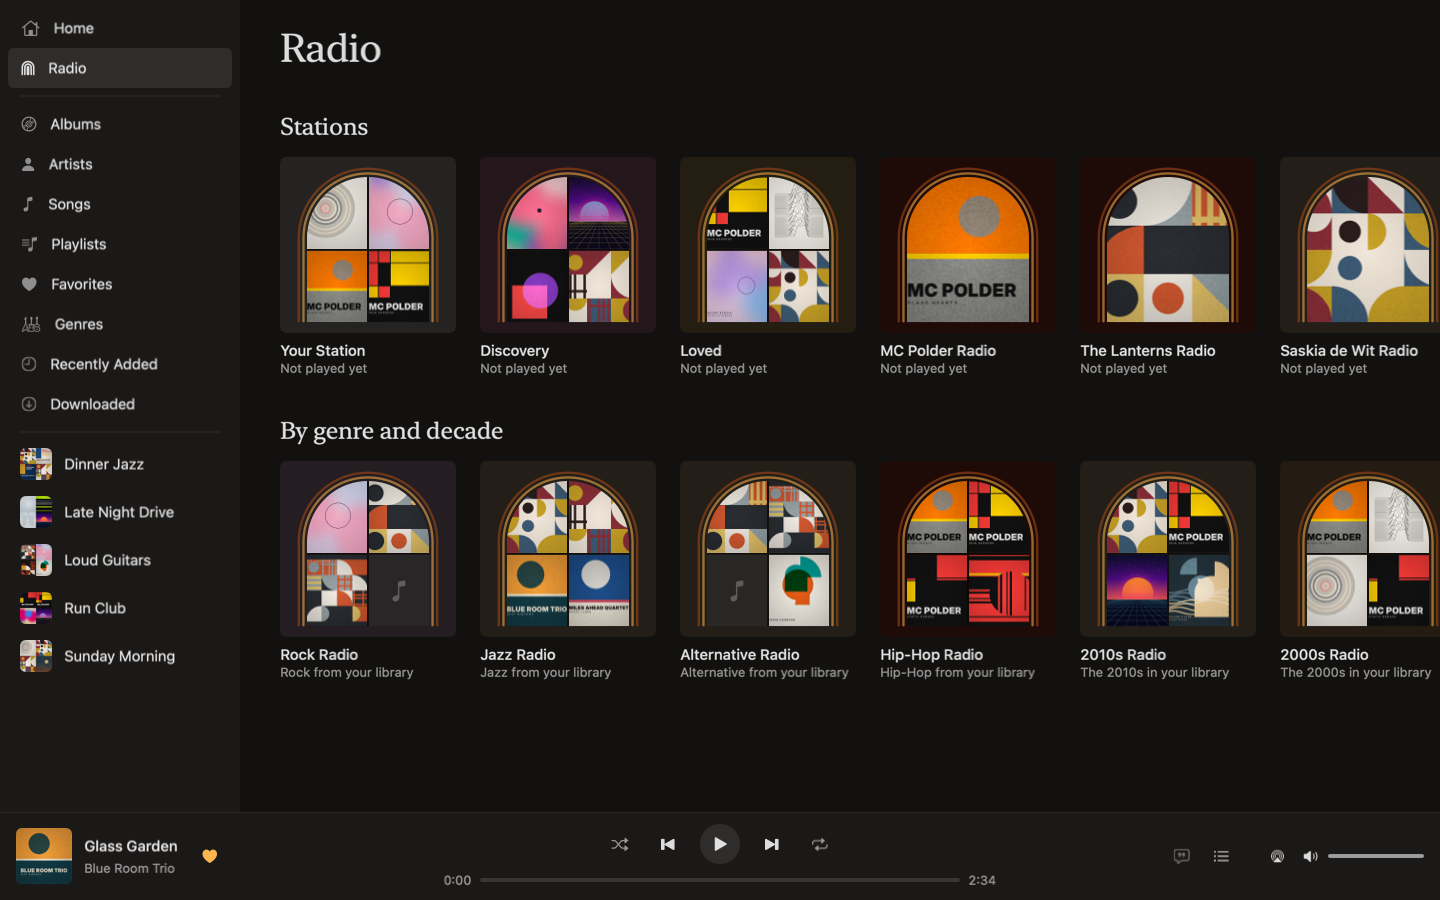 Home
Radio
Albums
Artists
Songs
Playlists
Favorites
Genres
Recently Added
Downloaded
Dinner Jazz
Late Night Drive
Loud Guitars
Run Club
Sunday Morning
Radio
Stations
MC POLDER
MC POLDER
MC POLDER
MC POLDER
GLASS HEARTS
Your Station
Not played yet
Discovery
Not played yet
Loved
Not played yet
MC Polder Radio
Not played yet
The Lanterns Radio
Not played yet
Saskia de Wit Radio
Not played yet
By genre and decade
BLUE ROOM TRIO
MILES AHEAD QUARTET
MC POLDER
MC POLDER
MC POLDER
MC POLDER
MC POLDER
MC POLDER
MC POLDER
Rock Radio
Rock from your library
Jazz Radio
Jazz from your library
Alternative Radio
Alternative from your library
Hip-Hop Radio
Hip-Hop from your library
2010s Radio
The 2010s in your library
2000s Radio
The 2000s in your library
BLUE ROOM TRIO
Glass Garden
Blue Room Trio
0:00
2:34